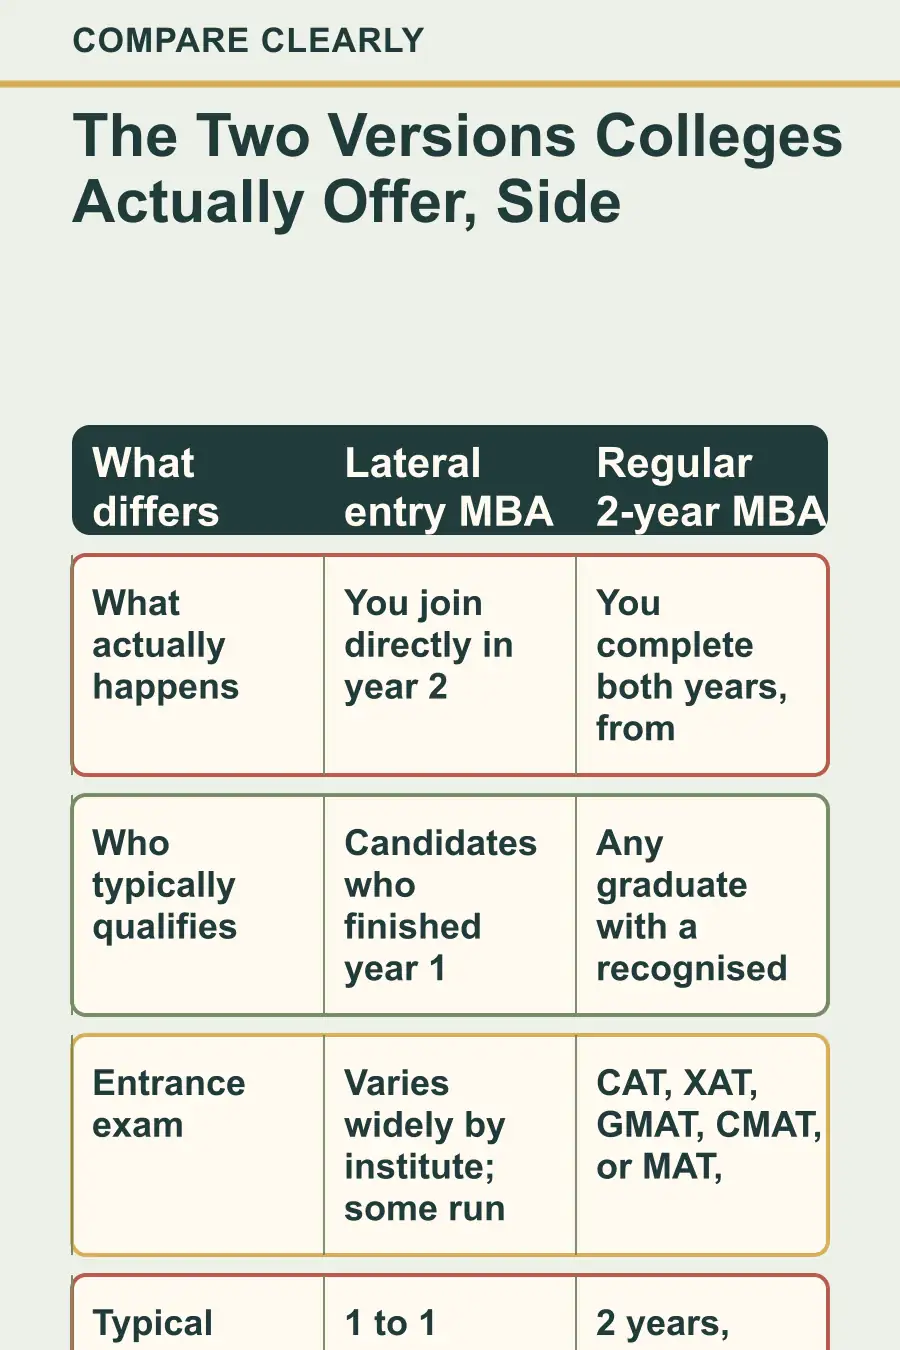 COMPARE CLEARLY
The Two Versions Colleges
Actually Offer, Side
What
differs
Lateral
entry MBA
Regular
2-year MBA
What
actually
happens
You join
directly in
year 2
You
complete
both years,
from
Who
typically
qualifies
Candidates
who
finished
year 1
Any
graduate
with a
recognised
Entrance
exam
Varies
widely by
institute;
some run
CAT, XAT,
GMAT, CMAT,
or MAT,
Typical
1 to 1
2 years,